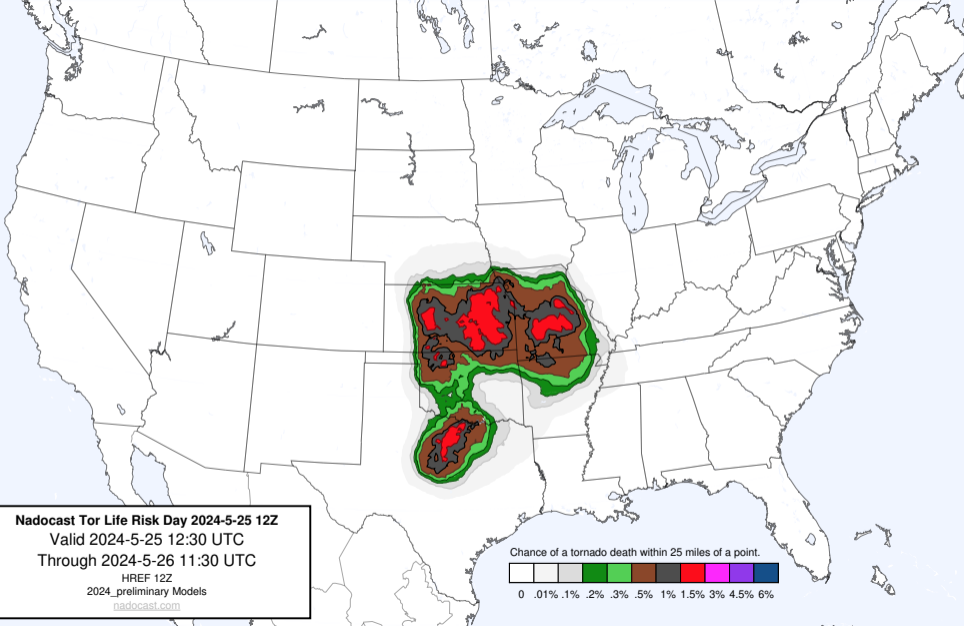 Nadocast Tor Life Risk Day 2024-5-25 12Z
Valid 2024-5-25 12:30 UTC
Through 2024-5-26 11:30 UTC
HREF 12Z
2024_preliminary Models
nadocast.com
Chance of a tornado death within 25 miles of a point.
0 .01% .1% .2% .3% .5% 1% 1.5% 3% 4.5% 6%